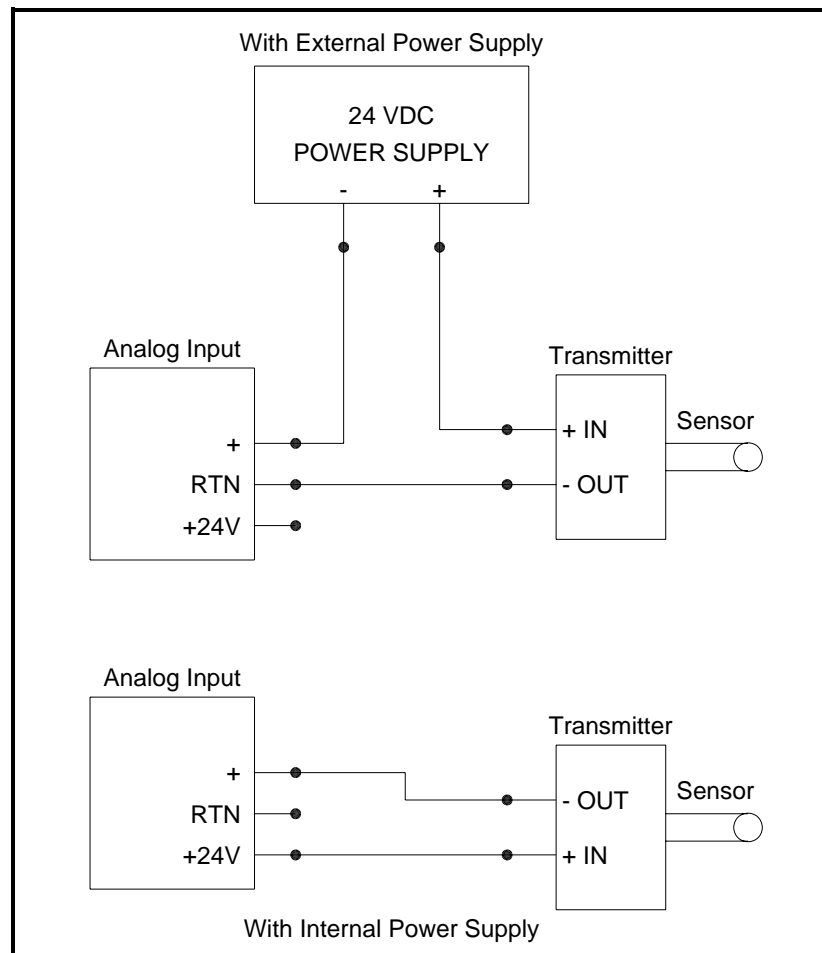 With External Power Supply
24 VDC
POWER SUPPLY
- +
Analog Input
+
RTN
+24V
Transmitter
+ IN
- OUT
Sensor
Analog Input
+
RTN
+24V
Transmitter
- OUT
+ IN
Sensor
With Internal Power Supply